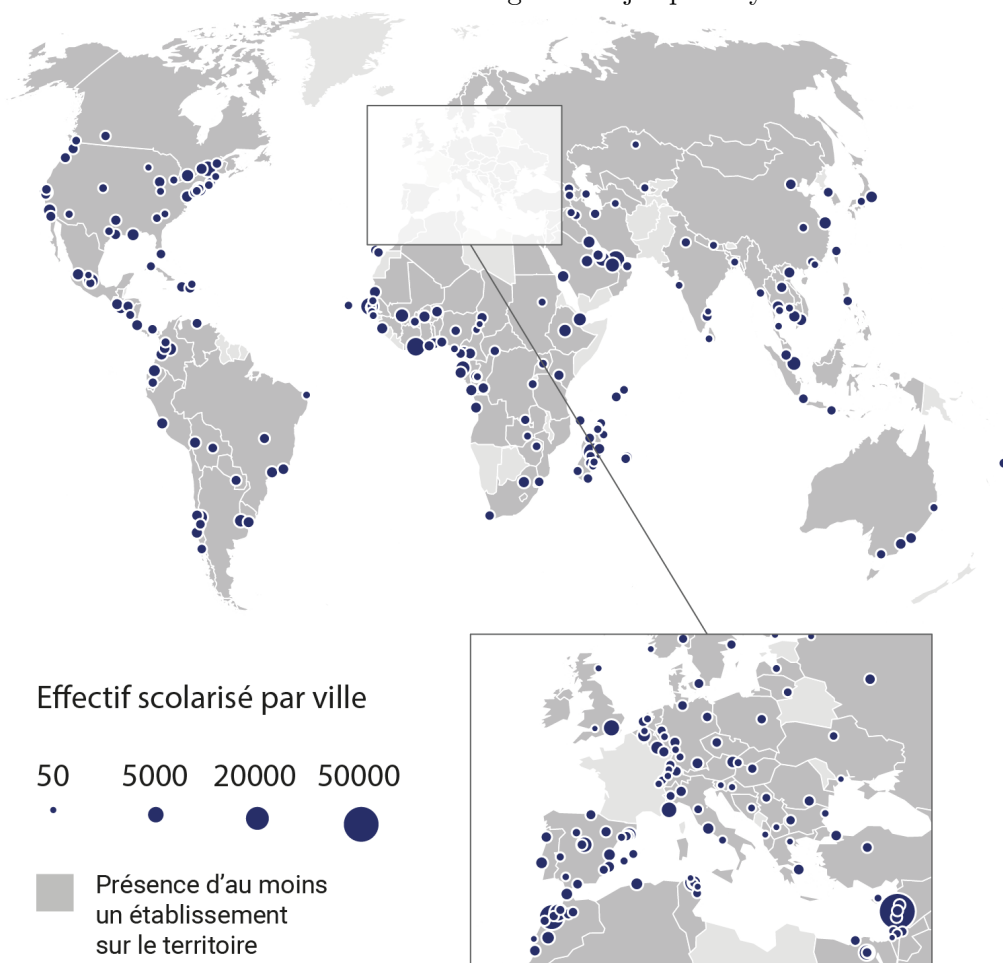 Effectif scolarisé par ville
50 5000 20000 50000
Présence d'au moins
un établissement
sur le territoire